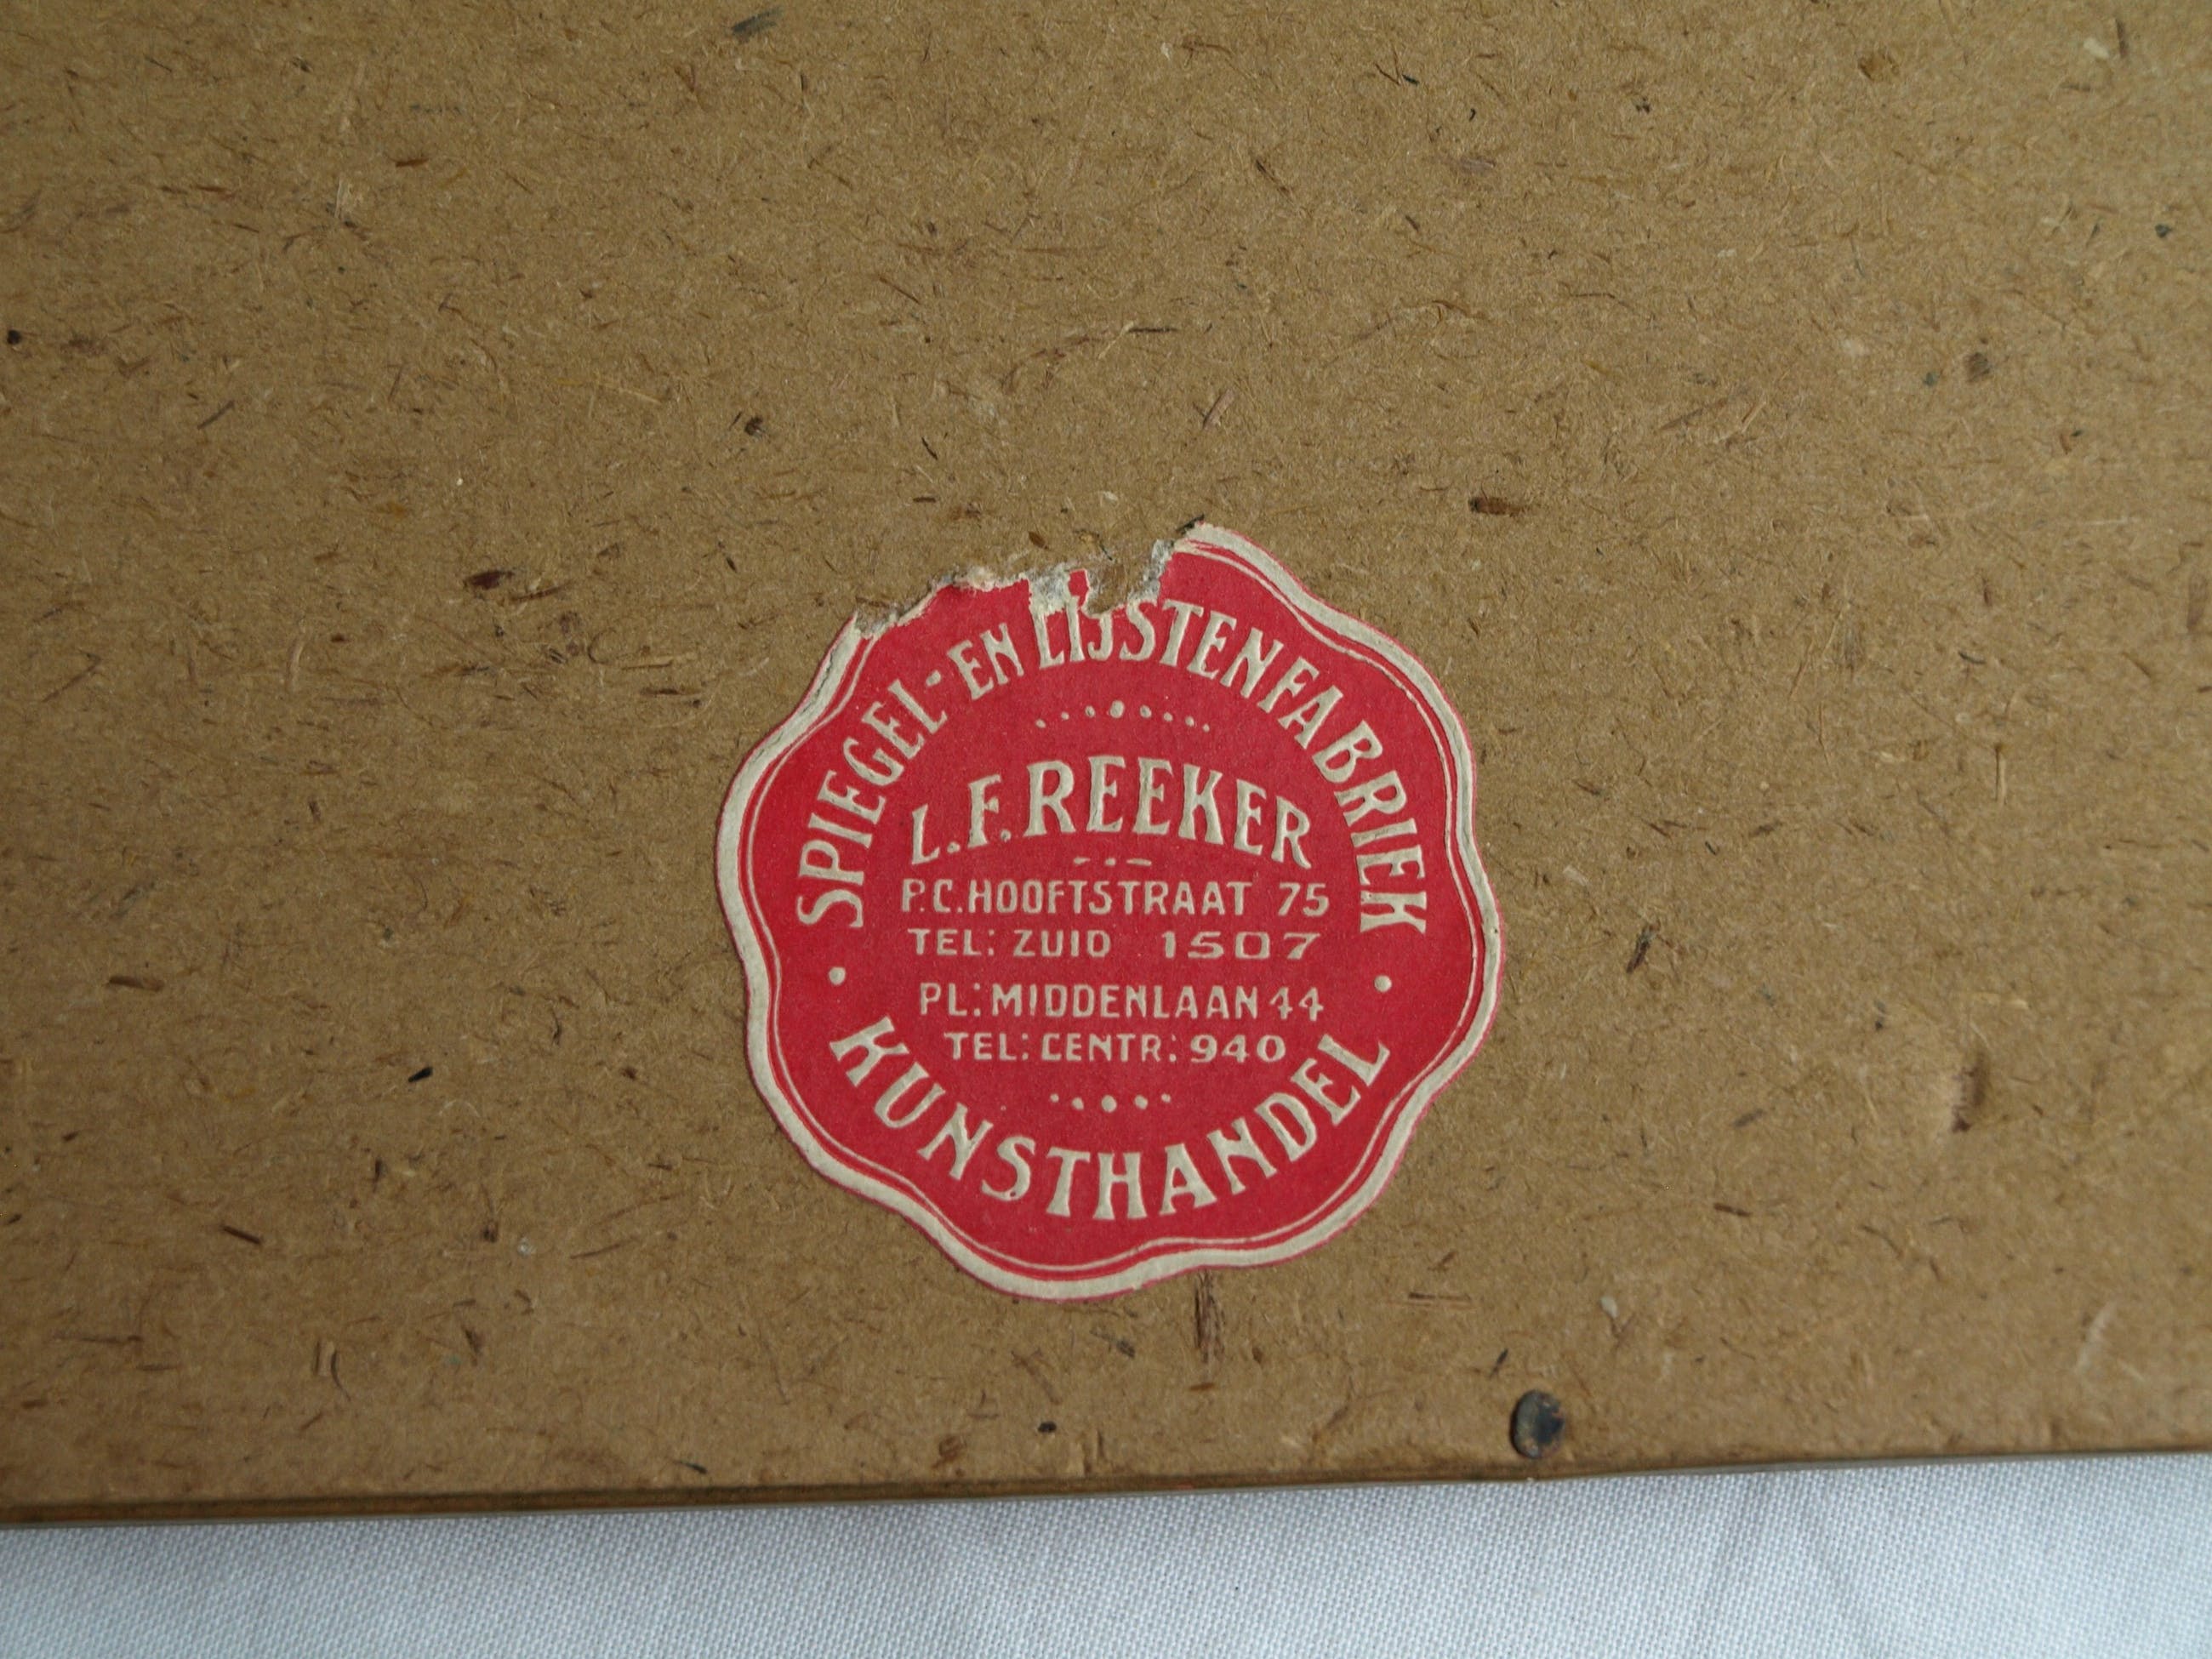 SPIEGEL-EN LIJSTENFABRIEK
L.F. REEKER
P.C. HOOFTSTRAAT 75
TEL: ZUID 1507
PL: MIDDENLAAN 44
TEL: CENTR: 940
KUNSTHANDEL